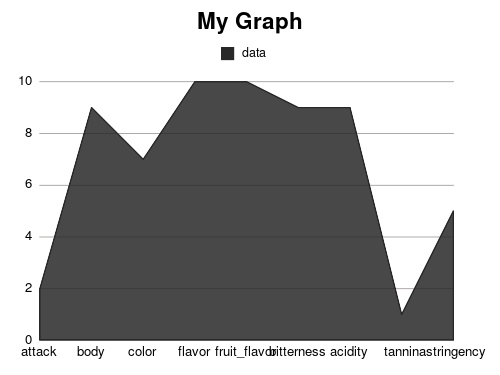 My Graph
data
10
8
6
4
2
0
attack body color flavor fruit_flavor bitterness acidity tannin astringency